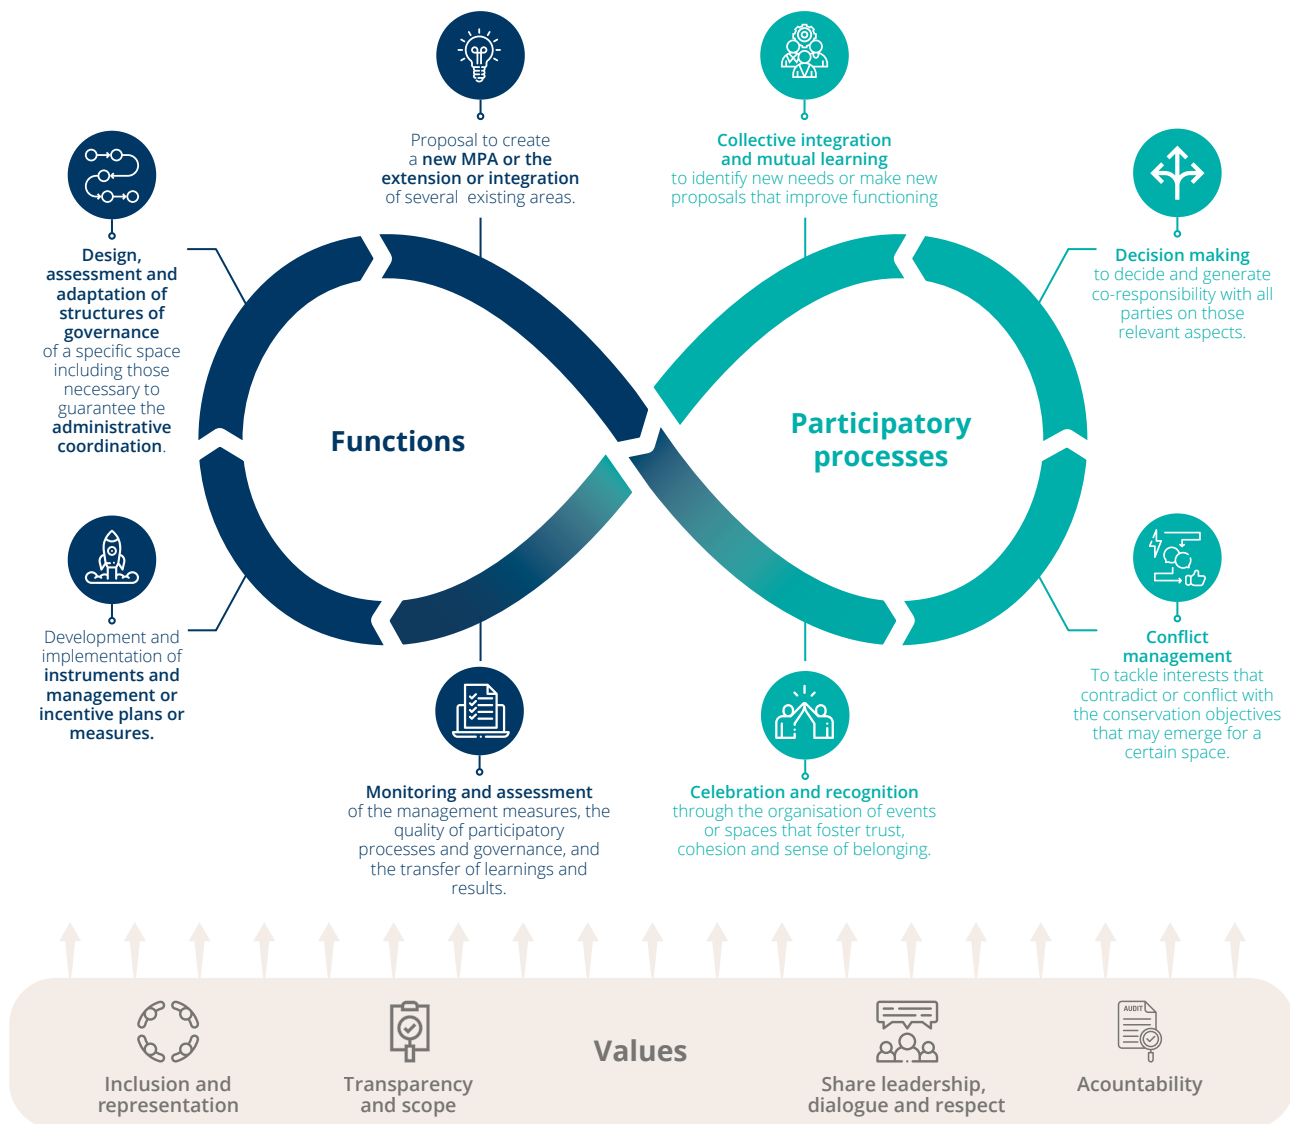 Proposal to create
a new MPA or the
extension or integration
of several existing areas.
Collective integration
and mutual learning
to identify new needs or make new
proposals that improve functioning
Design,
assessment and
adaptation of
structures of
governance
of a specific space
including those
necessary to
guarantee the
administrative
coordination.
Decision making
to decide and generate
co-responsibility with all
parties on those
relevant aspects.
Functions
Participatory
processes
Development and
implementation of
instruments and
management or
incentive plans or
measures.
Conflict
management
To tackle interests that
contradict or conflict with
the conservation objectives
that may emerge for a
certain space.
Monitoring and assessment
of the management measures, the
quality of participatory
processes and governance, and
the transfer of learnings and
results.
Celebration and recognition
through the organisation of events
or spaces that foster trust,
cohesion and sense of belonging.
Inclusion and
representation
Transparency
and scope
Values
Share leadership,
dialogue and respect
AUDIT
Acountability